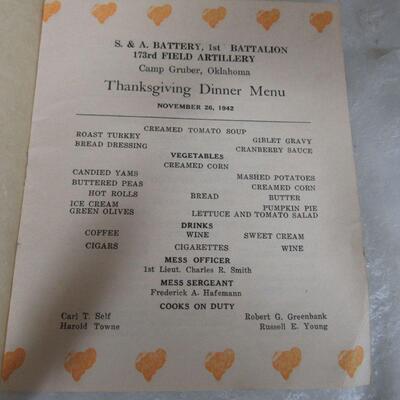 S. & A. BATTERY, 1st BATTALION
173rd FIELD ARTILLERY
Camp Gruber, Oklahoma
Thanksgiving Dinner Menu
NOVEMBER 26, 1942
CREAMED TOMATO SOUP
ROAST TURKEY GIBLET GRAVY
BREAD DRESSING CRANBERRY SAUCE
VEGETABLES
CREAMED CORN
CANDIED YAMS MASHED POTATOES
BUTTERED PEAS CREAMED CORN
HOT ROLLS BREAD BUTTER
ICE CREAM PUMPKIN PIE
GREEN OLIVES LETTUCE AND TOMATO SALAD
DRINKS
COFFEE WINE SWEET CREAM
CIGARS CIGARETTES WINE
MESS OFFICER
1st Lieut. Charles R. Smith
MESS SERGEANT
Frederick A. Hafemann
COOKS ON DUTY
Carl T. Self Robert G. Greenbank
Harold Towne Russell E. Young